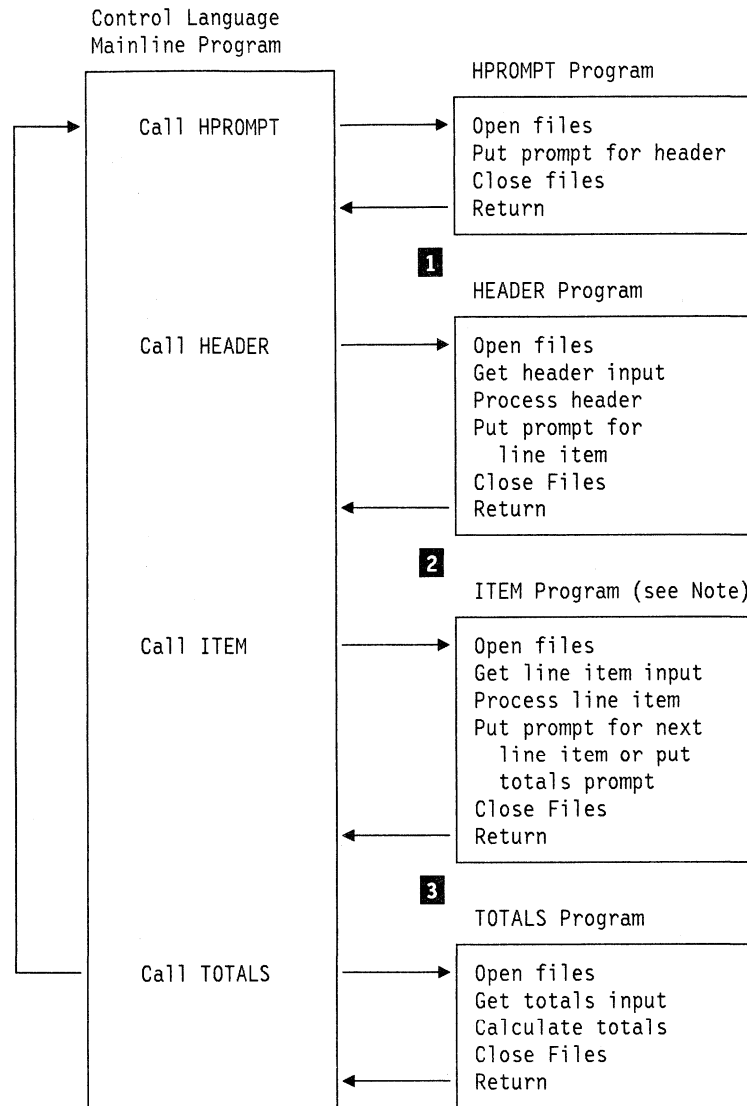 Control Language
Mainline Program
HPROMPT Program
Call HPROMPT
Open files
Put prompt for header
Close files
Return
1
HEADER Program
Call HEADER
Open files
Get header input
Process header
Put prompt for
line item
Close Files
Return
2
ITEM Program (see Note)
Call ITEM
Open files
Get line item input
Process line item
Put prompt for next
line item or put
totals prompt
Close Files
Return
3
TOTALS Program
Call TOTALS
Open files
Get totals input
Calculate totals
Close Files
Return